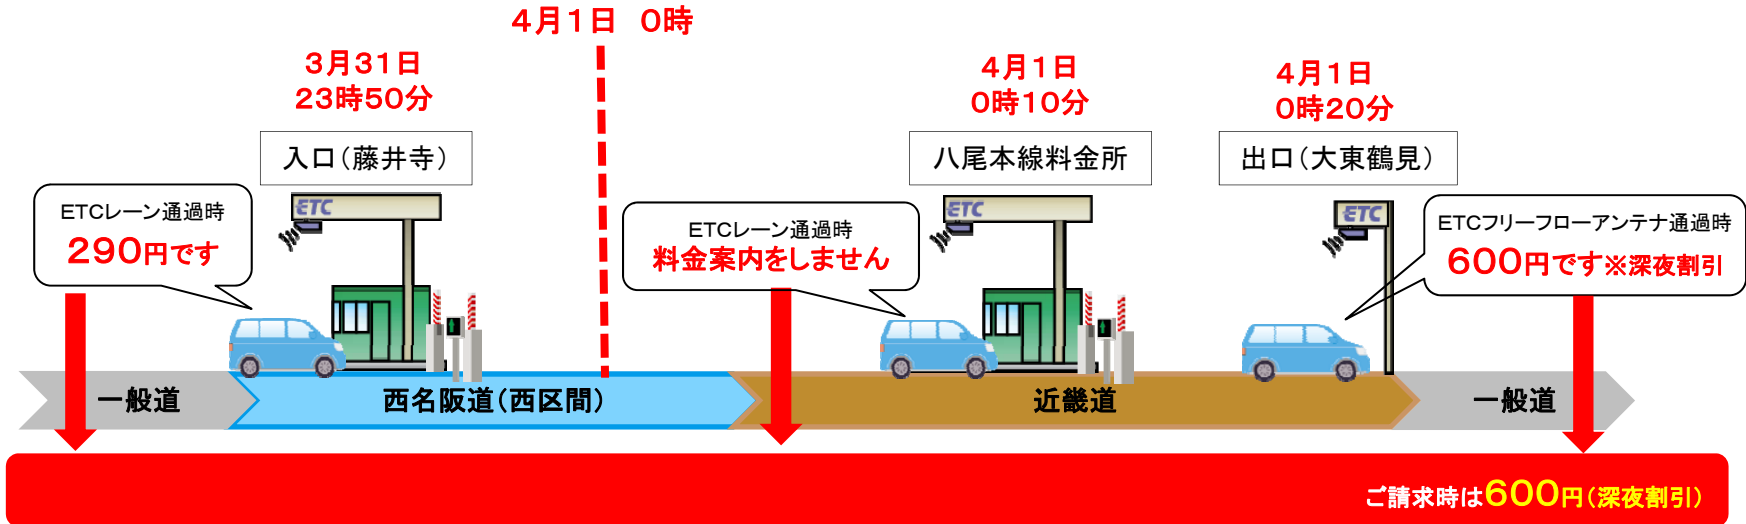 4月1日 0時
3月31日
23時50分
入口(藤井寺)
ETCレーン通過時
290円です
ETC
4月1日
0時10分
八尾本線料金所
ETCレーン通過時
料金案内をしません
ETC
4月1日
0時20分
出口(大東鶴見)
ETC
ETCフリーフローアンテナ通過時
600円です※深夜割引
一般道
西名阪道(西区間)
近畿道
一般道
ご請求時は600円(深夜割引)